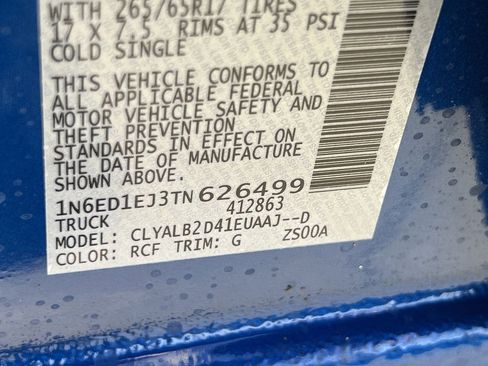 WITH 265/65R17 TIRES
17 X 7.5 RIMS AT 35 PSI
COLD SINGLE
THIS VEHICLE CONFORMS TO
ALL APPLICABLE FEDERAL
MOTOR VEHICLE SAFETY AND
THEFT PREVENTION
STANDARDS IN EFFECT ON
THE DATE OF MANUFACTURE
SHOWN ABOVE.
1N6ED1EJ3TN626499
TRUCK 412863
MODEL: CLYALB2D41EUAAJ--D
COLOR: RCF TRIM: G ZS00A